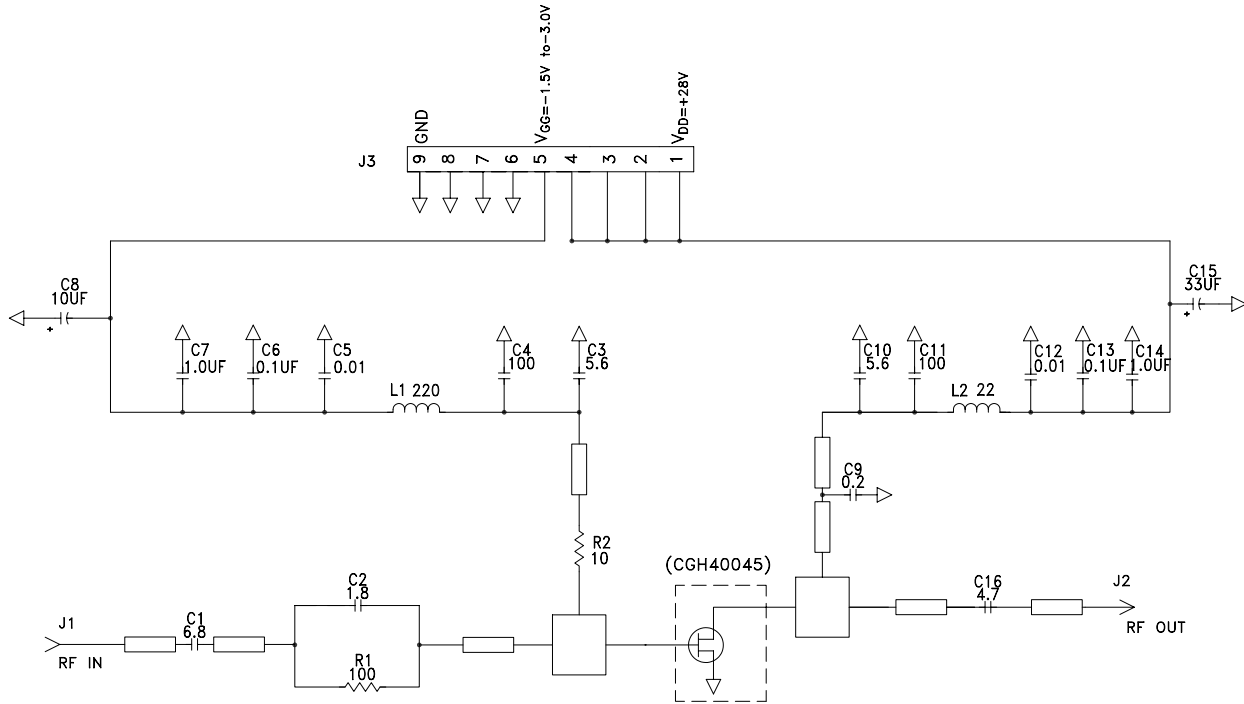 VGG=-1.5V to-3.0V
VDD=+28V
GND
J3
9 8 7 6 5 4 3 2 1
C8
10UF
+
C15
33UF
+
C7
1.0UF
C6
0.1UF
C5
0.01
L1 220
C4
100
C3
5.6
C10
5.6
C11
100
L2 22
C12
0.01
C13
0.1UF
C14
1.0UF
C9
0.2
R2
10
(CGH40045)
J1
RF IN
C1
6.8
C2
1.8
R1
100
C16
4.7
J2
RF OUT